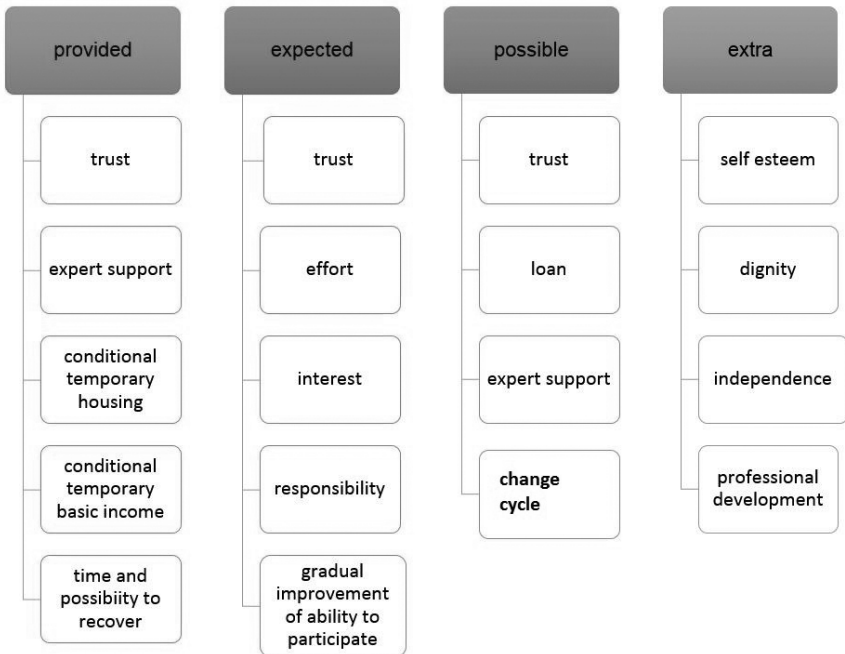 provided
trust
expert support
conditional
temporary
housing
conditional
temporary
basic income
time and
possibiity to
recover
expected
trust
effort
interest
responsibility
gradual
improvement
of ability to
participate
possible
trust
loan
expert support
change
cycle
extra
self esteem
dignity
independence
professional
development